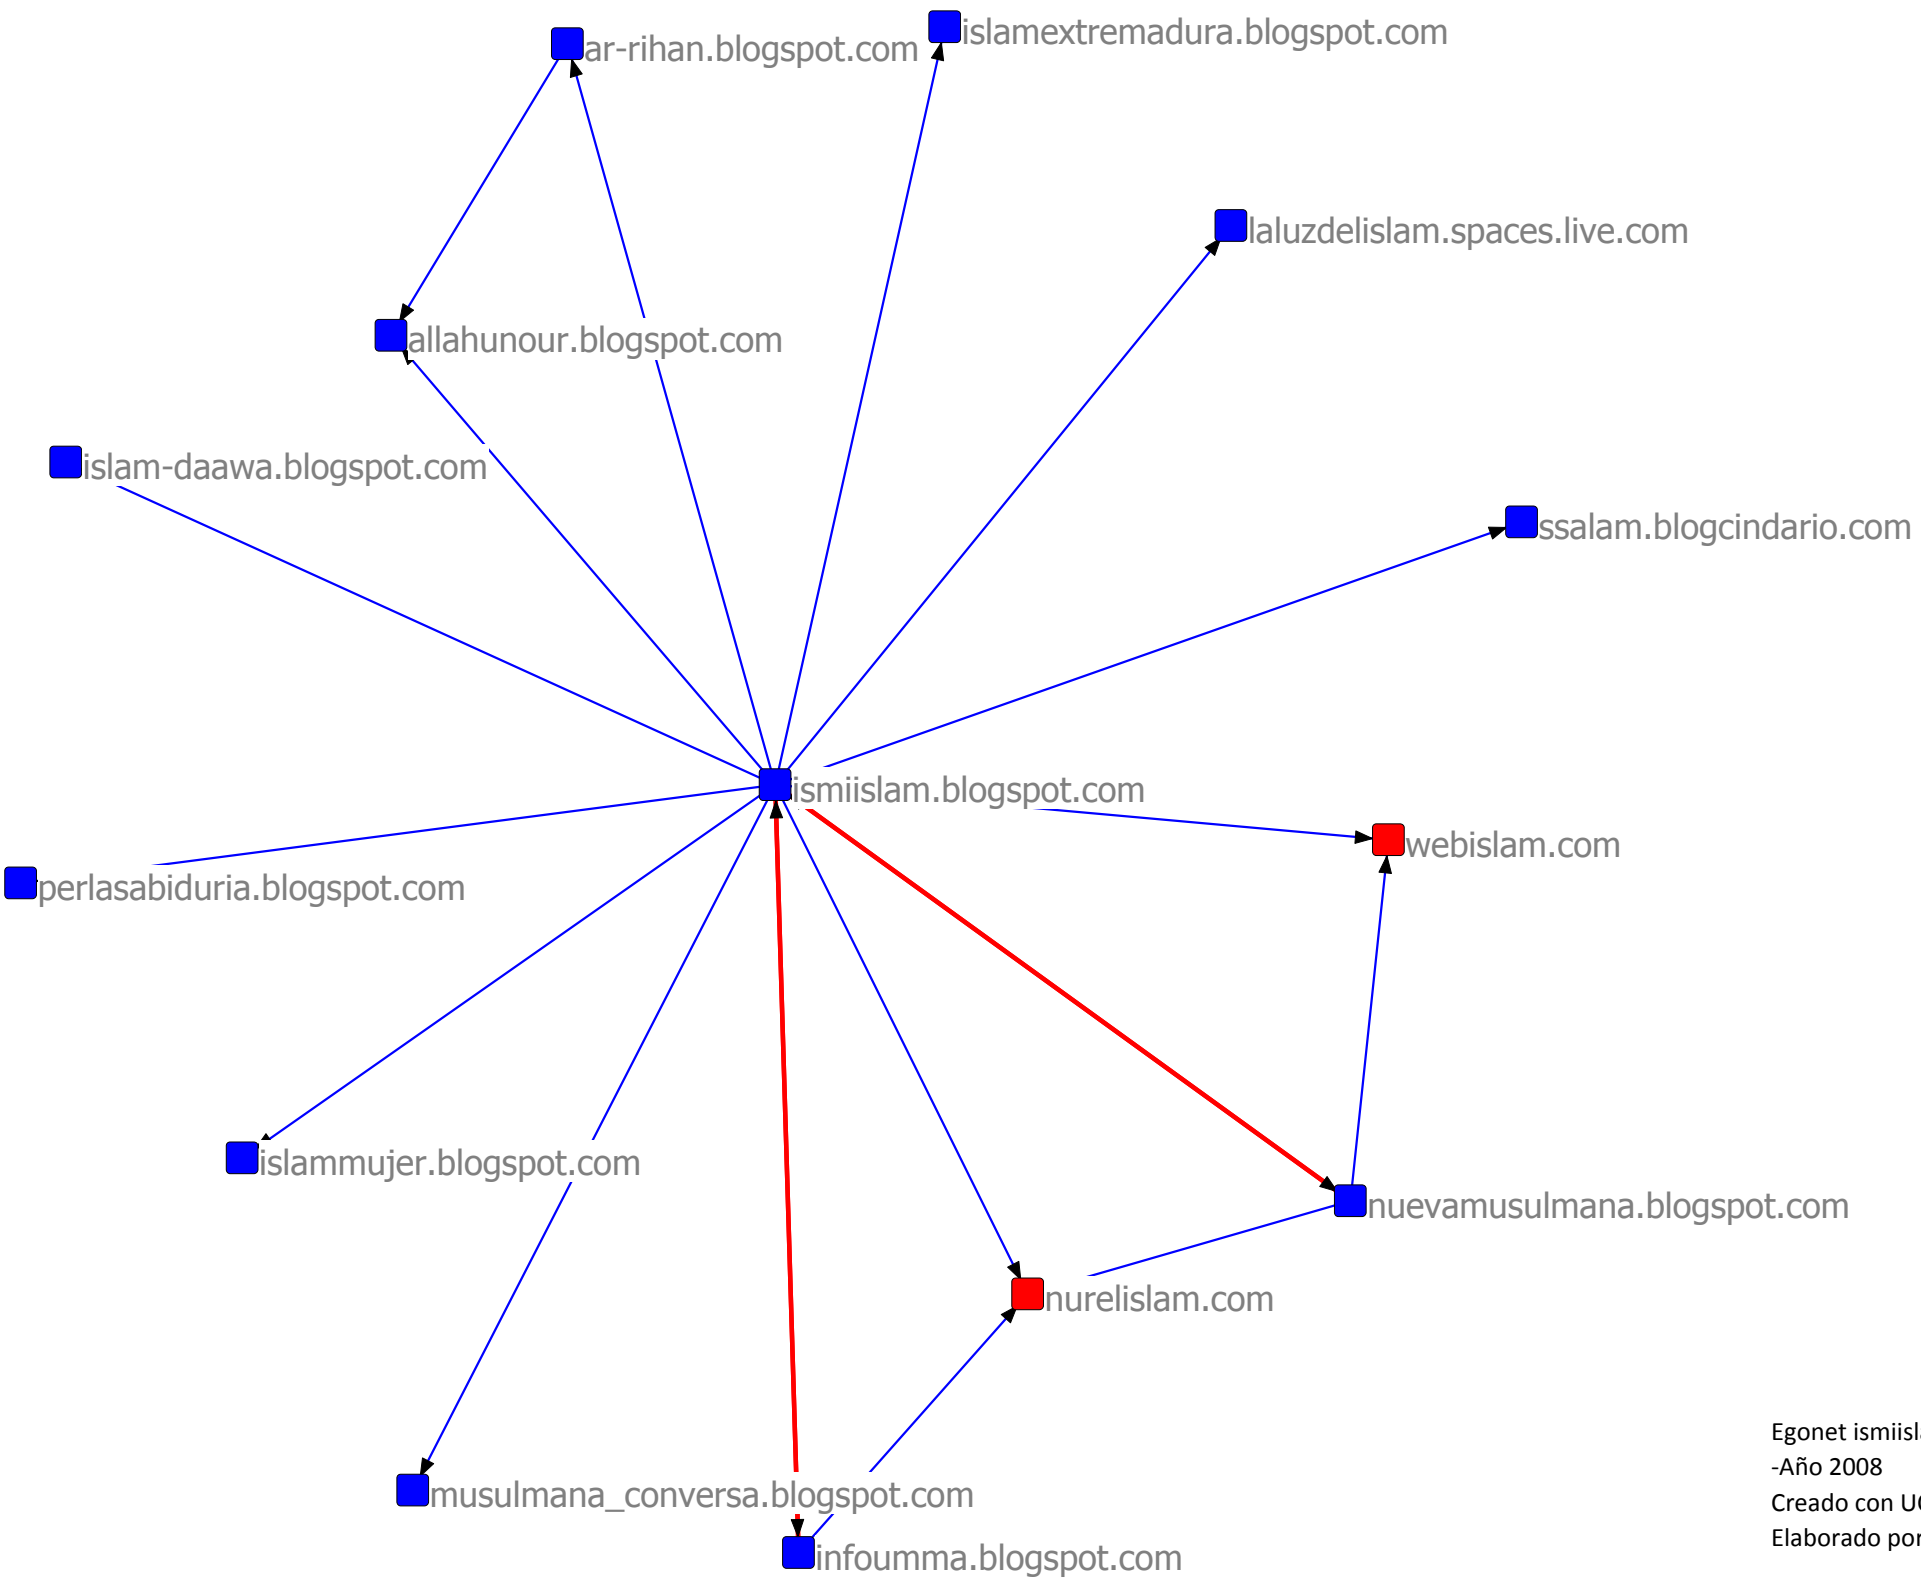 islamextremadura.blogspot.com
ar-rihan.blogspot.com
laluzdelislam.spaces.live.com
allahunour.blogspot.com
islam-daawa.blogspot.com
ssalam.blogcindario.com
ismiislam.blogspot.com
webislam.com
perlasabiduria.blogspot.com
islammujer.blogspot.com
nuevamusulmana.blogspot.com
nurelislam.com
musulmana_conversa.blogspot.com
infoumma.blogspot.com
Egonet
-Año 2008
Creado con
Elaborado por